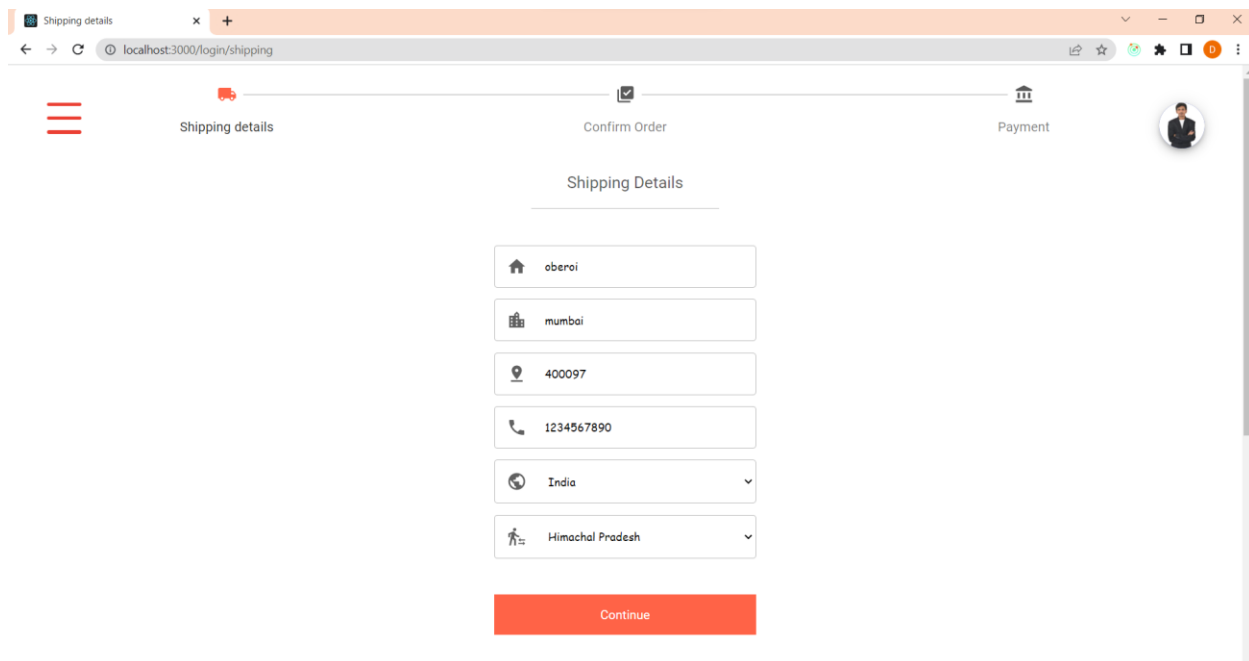 Shipping details
localhost:3000/login/shipping
D
Shipping details
Confirm Order
Payment
Shipping Details
oberoi
mumbai
400097
1234567890
India
Himachal Pradesh
Continue